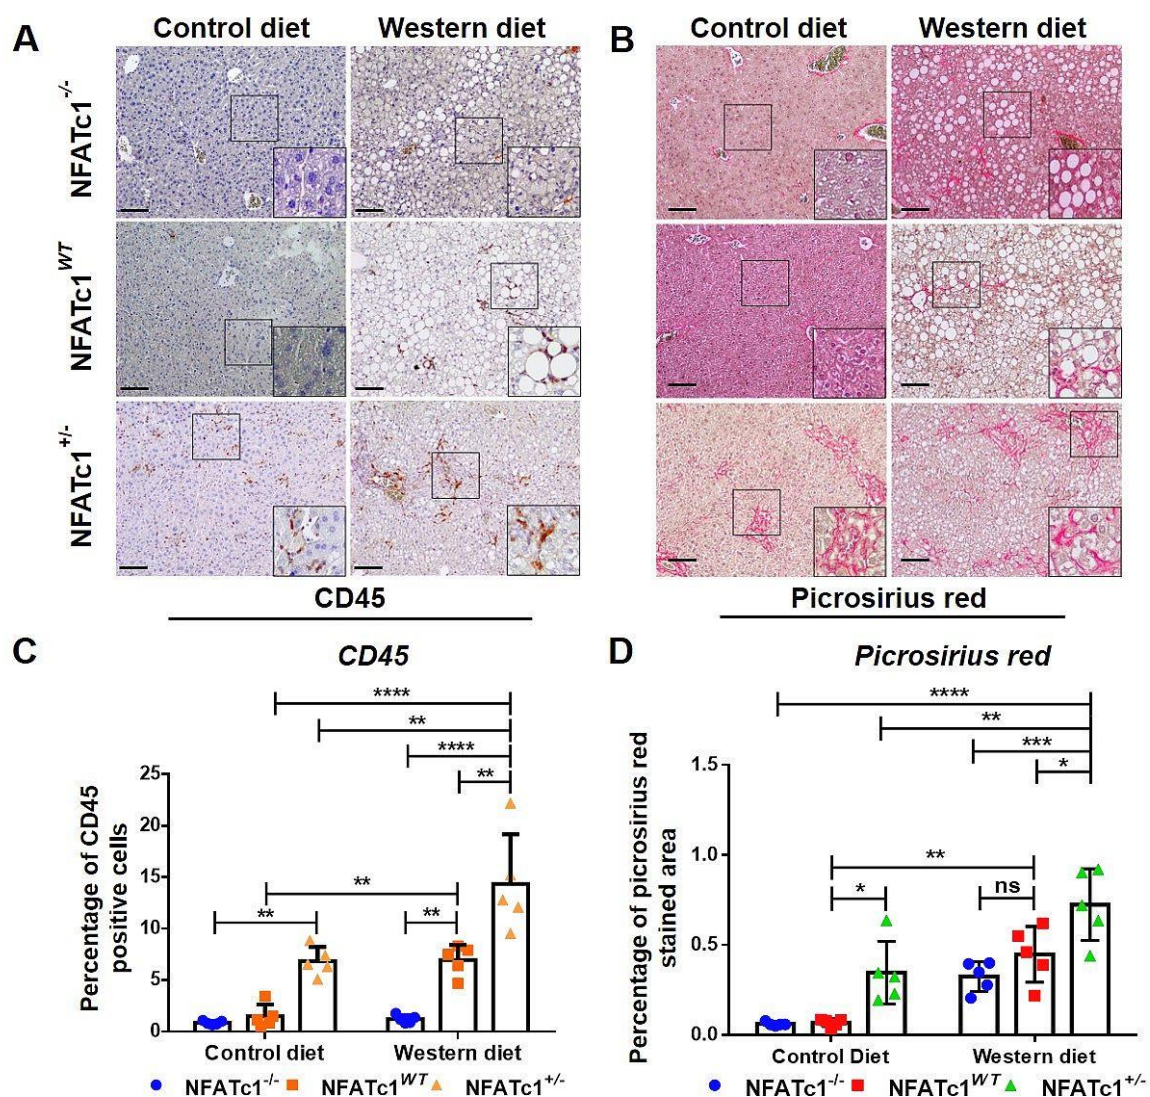 A
Control diet
Western diet
NFATc1-/-
NFATc1WT
NFATc1+/-
CD45
B
Control diet
Western diet
Picrosirius red
C
CD45
****
**
****
**
**
**
**
Percentage of CD45
positive cells
25
20
15
10
5
0
Control diet
Western diet
NFATc1-/-
NFATc1WT
NFATc1+/-
D
Picrosirius red
****
**
***
*
**
*
ns
Percentage of picrosirius red
stained area
1.5
1.0
0.5
0.0
Control Diet
Western diet
NFATc1-/-
NFATc1WT
NFATc1+/-